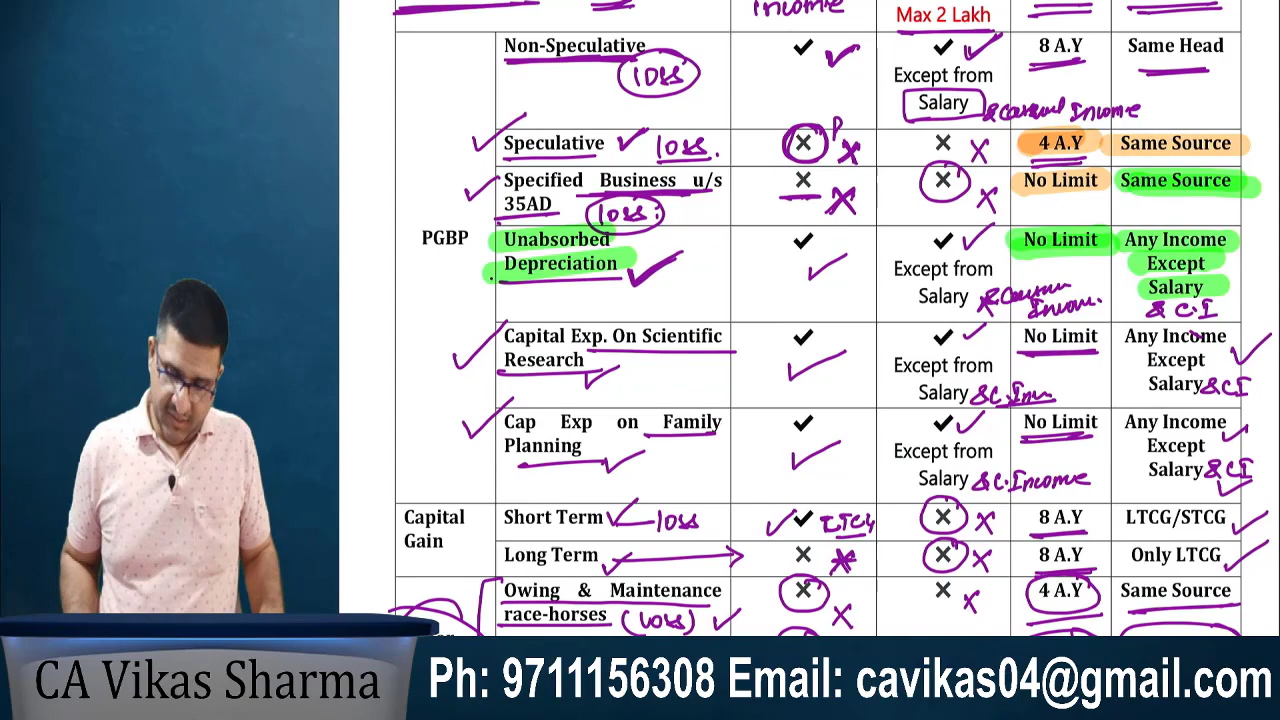 Income
Max 2 Lakh
Non-Speculative
loss
8 A.Y
Same Head
Except from
Salary
& casual Income
Speculative
loss.
P
4 A.Y
Same Source
Specified Business u/s
35AD
loss:
No Limit
Same Source
PGBP
Unabsorbed
Depreciation
Except from
Salary
Income.
No Limit
Any Income
Except
Salary
& C.I
Capital Exp. On Scientific
Research
Except from
Salary
No Limit
Any Income
Except
Salary
& CI
Cap Exp on Family
Planning
Except from
Salary
& C. Income
No Limit
Any Income
Except
Salary
& CI
Capital
Gain
Short Term
loss
LTCG
8 A.Y
LTCG/STCG
Long Term
8 A.Y
Only LTCG
Owing & Maintenance
race-horses
(loss)
4 A.Y
Same Source
CA Vikas Sharma
Ph: 9711156308 Email: cavikas04@gmail.com